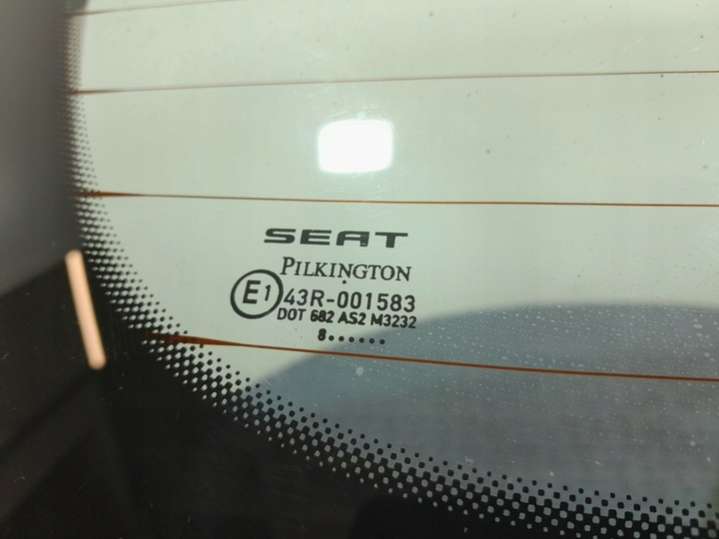 SEAT
PILKINGTON
E1 43R-001583
DOT 682 AS2 M3232
8......